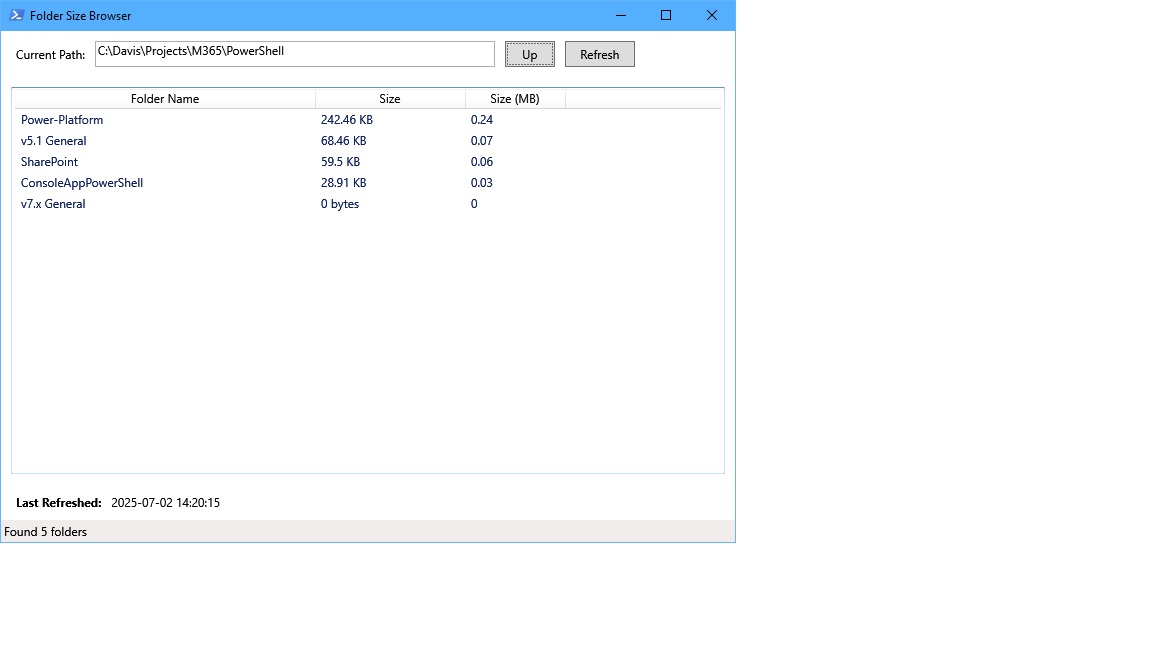 Folder Size Browser
Current Path: C:\Davis\Projects\M365\PowerShell Up Refresh
Folder Name Size Size (MB)
Power-Platform 242.46 KB 0.24
v5.1 General 68.46 KB 0.07
SharePoint 59.5 KB 0.06
ConsoleAppPowerShell 28.91 KB 0.03
v7.x General 0 bytes 0
Last Refreshed: 2025-07-02 14:20:15
Found 5 folders